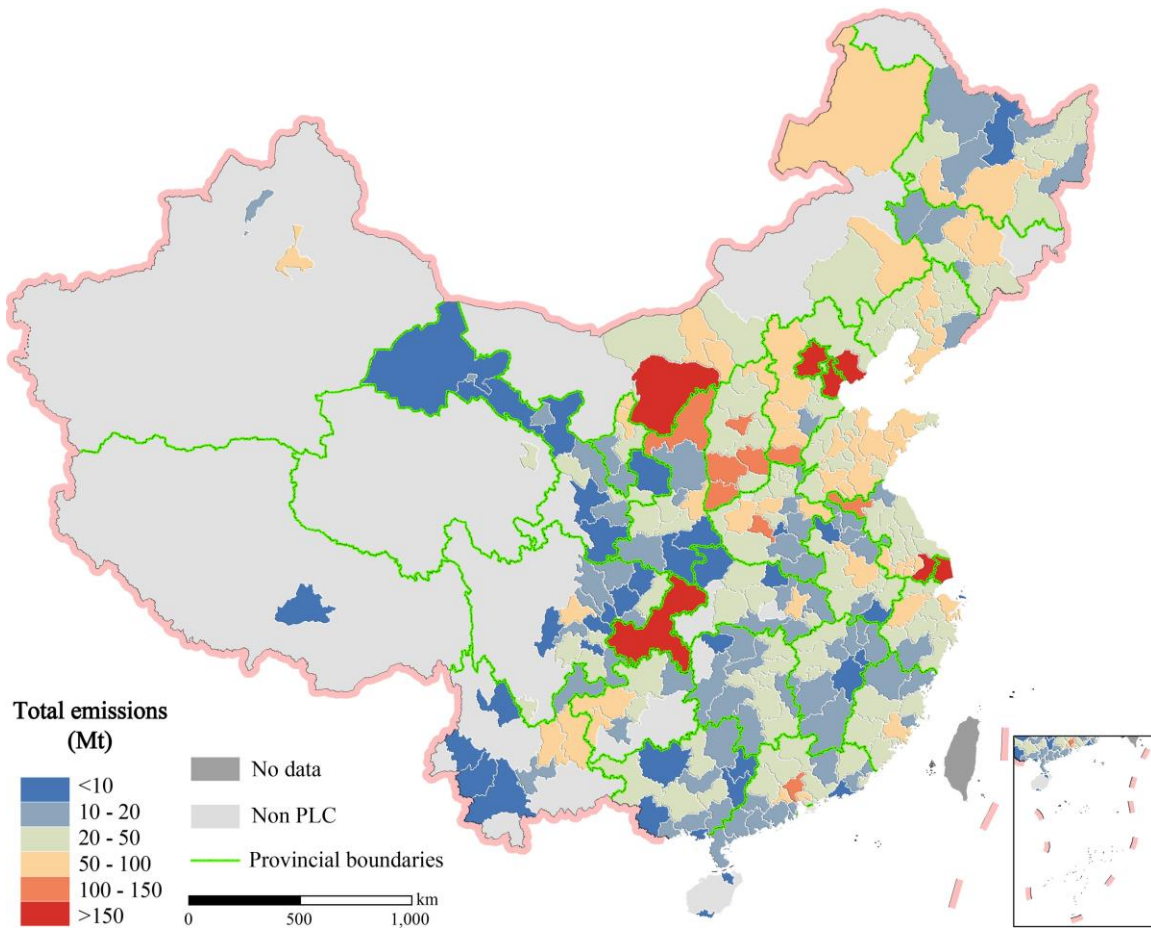 Total emissions
(Mt)
<10
10 - 20
20 - 50
50 - 100
100 - 150
>150
No data
Non PLC
Provincial boundaries
km
0 500 1,000